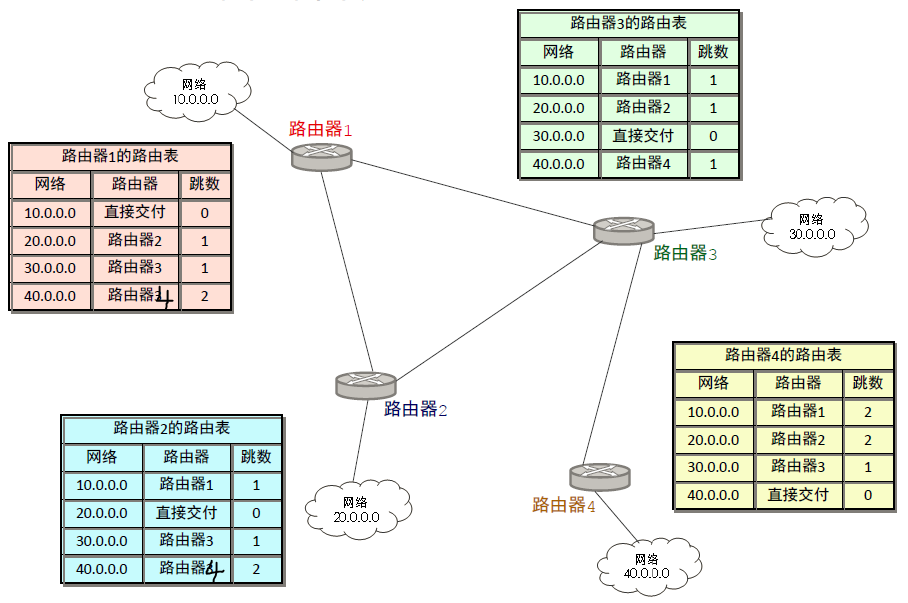 路由器3的路由表
网络 路由器 跳数
10.0.0.0 路由器1 1
20.0.0.0 路由器2 1
30.0.0.0 直接交付 0
40.0.0.0 路由器4 1
网络
10.0.0.0
路由器1
路由器1的路由表
网络 路由器 跳数
10.0.0.0 直接交付 0
20.0.0.0 路由器2 1
30.0.0.0 路由器3 1
40.0.0.0 路由器4 2
网络
30.0.0.0
路由器3
路由器4的路由表
网络 路由器 跳数
10.0.0.0 路由器1 2
20.0.0.0 路由器2 2
30.0.0.0 路由器3 1
40.0.0.0 直接交付 0
路由器2
路由器2的路由表
网络 路由器 跳数
10.0.0.0 路由器1 1
20.0.0.0 直接交付 0
30.0.0.0 路由器3 1
40.0.0.0 路由器4 2
网络
20.0.0.0
路由器4
网络
40.0.0.0